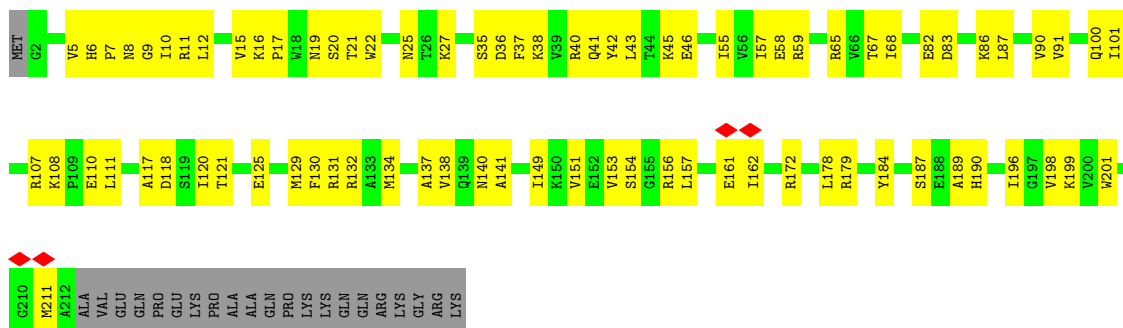 MET G2 V5 H6 P7 N8 G9 I10 R11 L12 V15 K16 P17 W18 N19 S20 T21 W22 N25 T26 K27 S35 D36 F37 K38 V39 R40 Q41 Y42 L43 T44 K45 E46 I55 V56 I57 E58 R59 R65 V66 T67 I68 E82 D83 K86 L87 V90 V91 Q100 I101
R107 K108 P109 E110 L111 A117 D118 S119 I120 T121 E125 M129 F130 R131 R132 A133 M134 A137 V138 Q139 N140 A141 I149 K150 V151 E152 V153 S154 G155 R156 L157 E161 I162 R172 L178 R179 Y184 S187 E188 A189 H190 I196 G197 V198 K199 V200 W201
G210 M211 A212 ALA VAL GLU GLN PRO GLU LYS PRO ALA ALA GLN PRO LYS LYS GLN GLN ARG LYS GLY ARG LYS